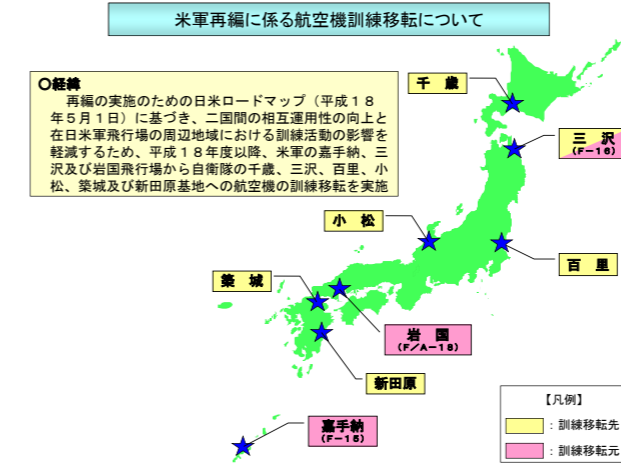 米軍再編に係る航空機訓練移転について
○経緯
再編の実施のための日米ロードマップ（平成１８
年５月１日）に基づき、二国間の相互運用性の向上と
在日米軍飛行場の周辺地域における訓練活動の影響を
軽減するため、平成１８年度以降、米軍の嘉手納、三
沢及び岩国飛行場から自衛隊の千歳、三沢、百里、小
松、築城及び新田原基地への航空機の訓練移転を実施
千　歳
三　沢
（Ｆ－１６）
小　松
百　里
築　城
岩　国
（Ｆ／Ａ－１８）
新田原
嘉手納
（Ｆ－１５）
【凡例】
：訓練移転先
：訓練移転元